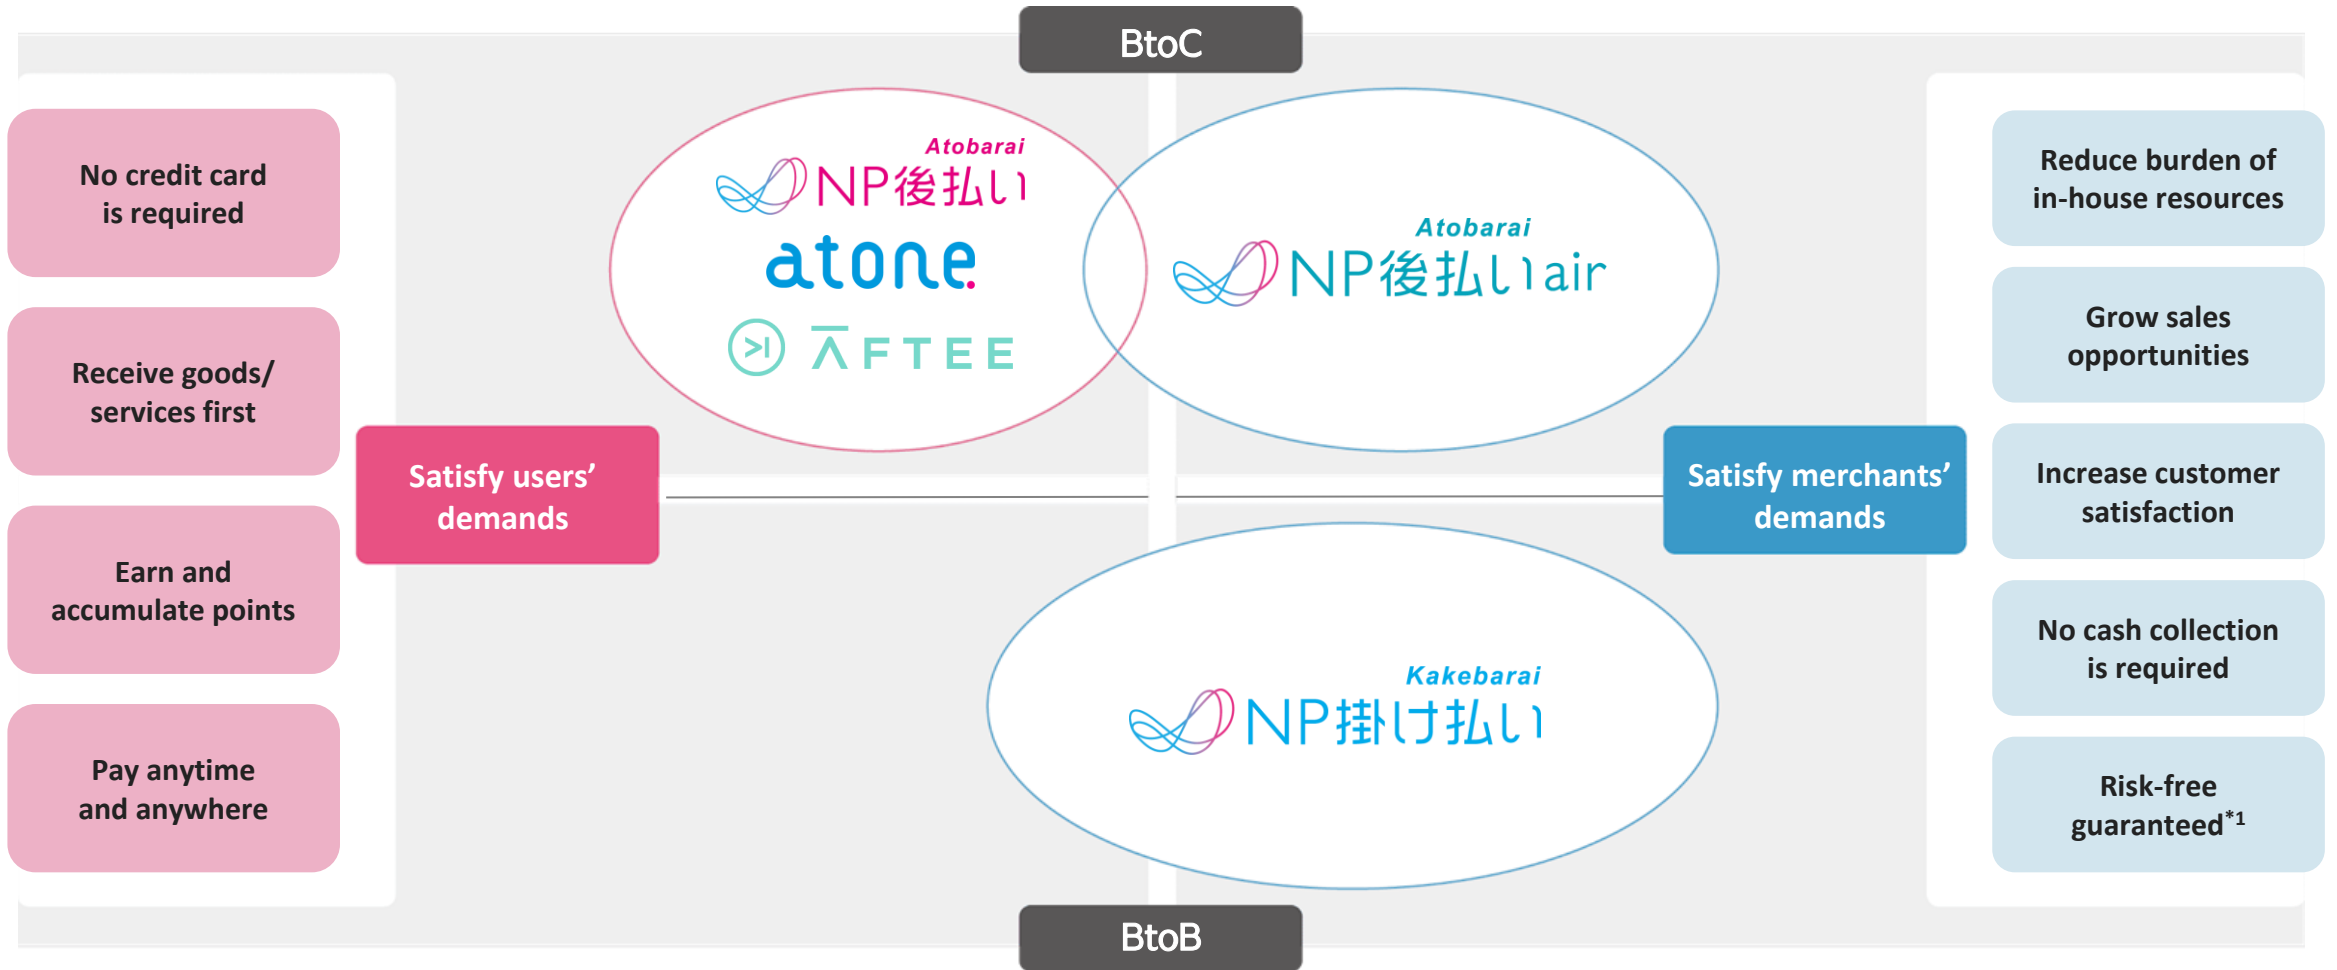 BtoC
No credit card
is required
Receive goods/
services first
Earn and
accumulate points
Pay anytime
and anywhere
Satisfy users’
demands
Atobarai
NP後払い
atone.
AFTEE
Atobarai
NP後払いair
Kakebarai
NP掛け払い
Satisfy merchants’
demands
Reduce burden of
in-house resources
Grow sales
opportunities
Increase customer
satisfaction
No cash collection
is required
Risk-free
guaranteed*1
BtoB